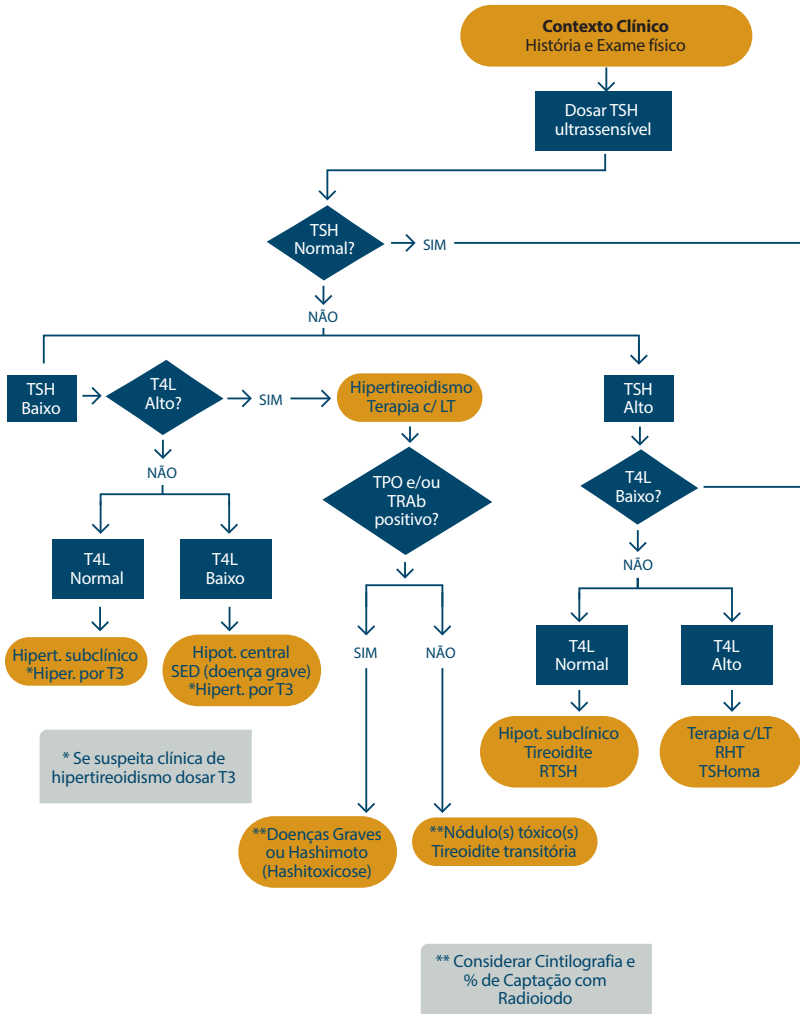 Contexto Clínico
História e Exame físico
Dosar TSH
ultrassensível
TSH
Normal?
SIM
NÃO
TSH
Baixo
T4L
Alto?
SIM
Hipertireoidismo
Terapia c/ LT
TSH
Alto
NÃO
TPO e/ou
TRAb
positivo?
T4L
Baixo?
T4L
Normal
T4L
Baixo
NÃO
Hipert. subclínico
*Hiper. por T3
Hipot. central
SED (doença grave)
*Hipert. por T3
SIM
NÃO
T4L
Normal
T4L
Alto
* Se suspeita clínica de
hipertireoidismo dosar T3
Hipot. subclínico
Tireoidite
RTSH
Terapia c/LT
RHT
TSHoma
**Doenças Graves
ou Hashimoto
(Hashitoxicose)
**Nódulo(s) tóxico(s)
Tireoidite transitória
** Considerar Cintilografia e
% de Captação com
Radioiodo